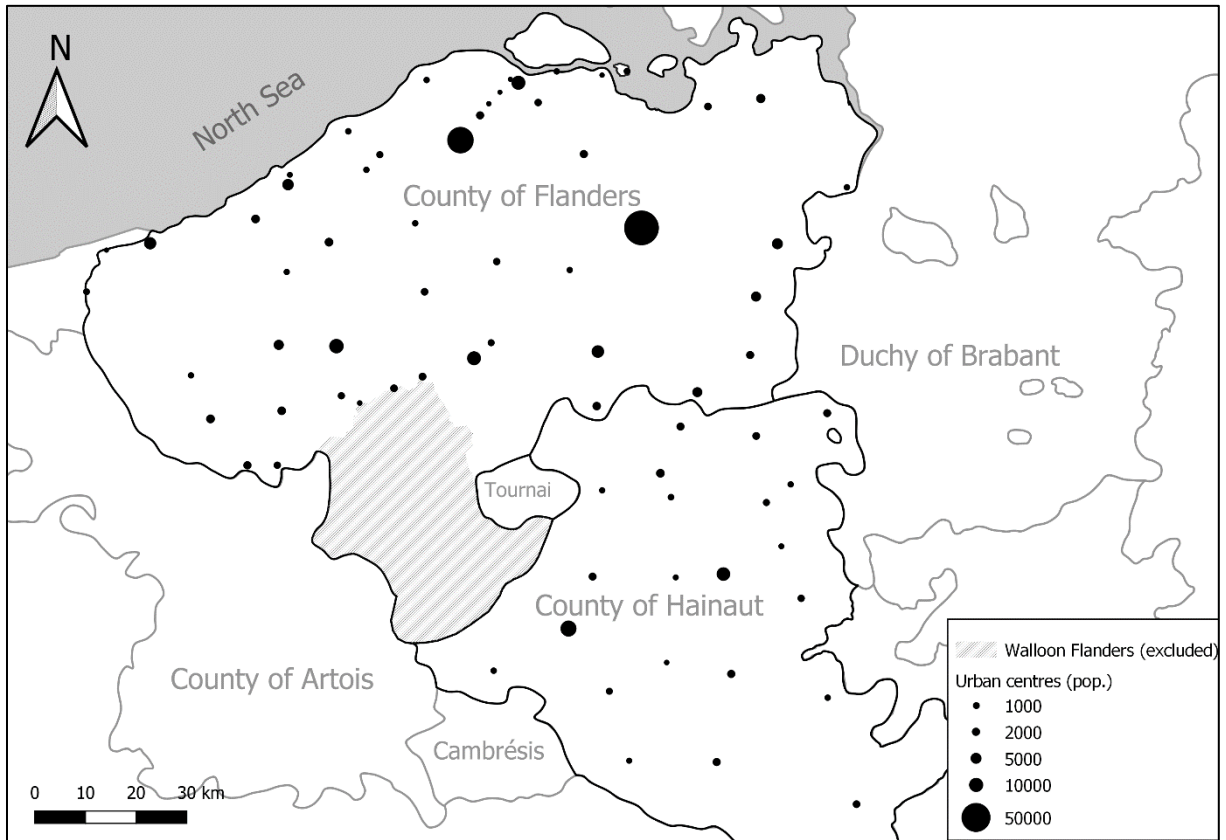 N
North Sea
County of Flanders
Duchy of Brabant
Tournai
County of Hainaut
County of Artois
Cambrésis
Walloon Flanders (excluded)
Urban centres (pop.)
1000
2000
5000
10000
50000
0 10 20 30 km